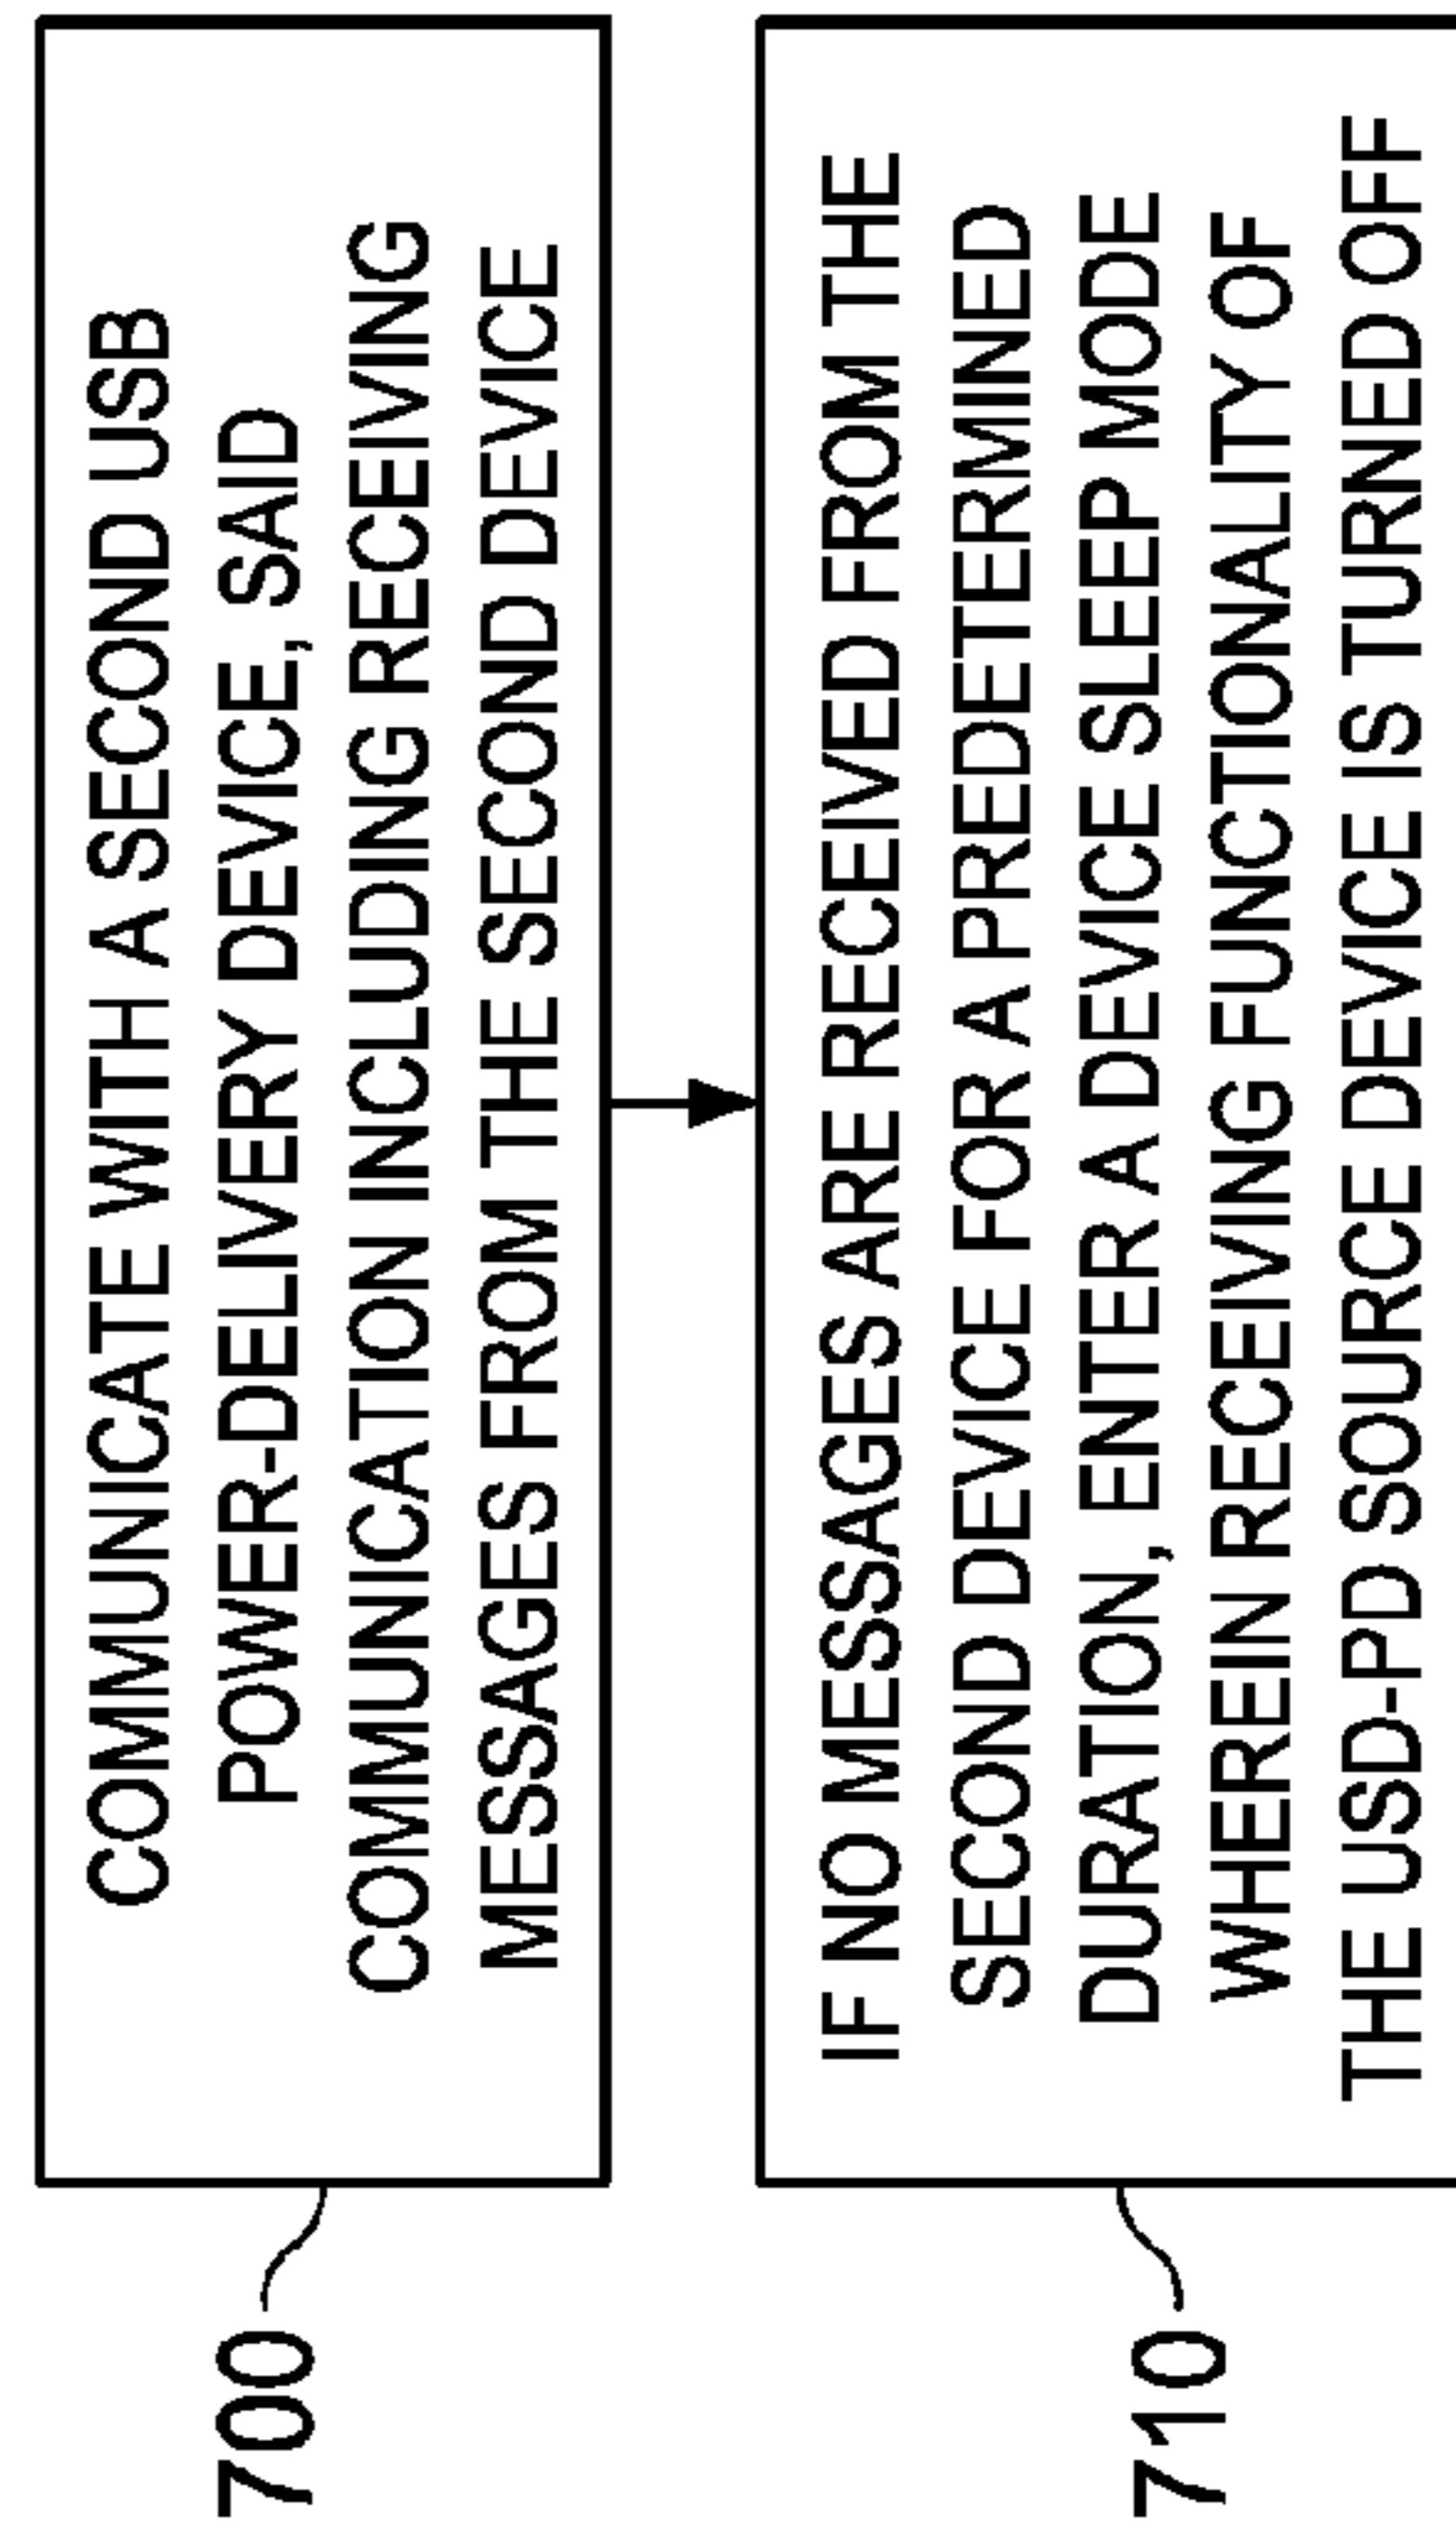 COMMUNICATE WITH A SECOND USB
POWER-DELIVERY DEVICE, SAID
COMMUNICATION INCLUDING RECEIVING
MESSAGES FROM THE SECOND DEVICE
700
IF NO MESSAGES ARE RECEIVED FROM THE
SECOND DEVICE FOR A PREDETERMINED
DURATION, ENTER A DEVICE SLEEP MODE
WHEREIN RECEIVING FUNCTIONALITY OF
THE USD-PD SOURCE DEVICE IS TURNED OFF
710